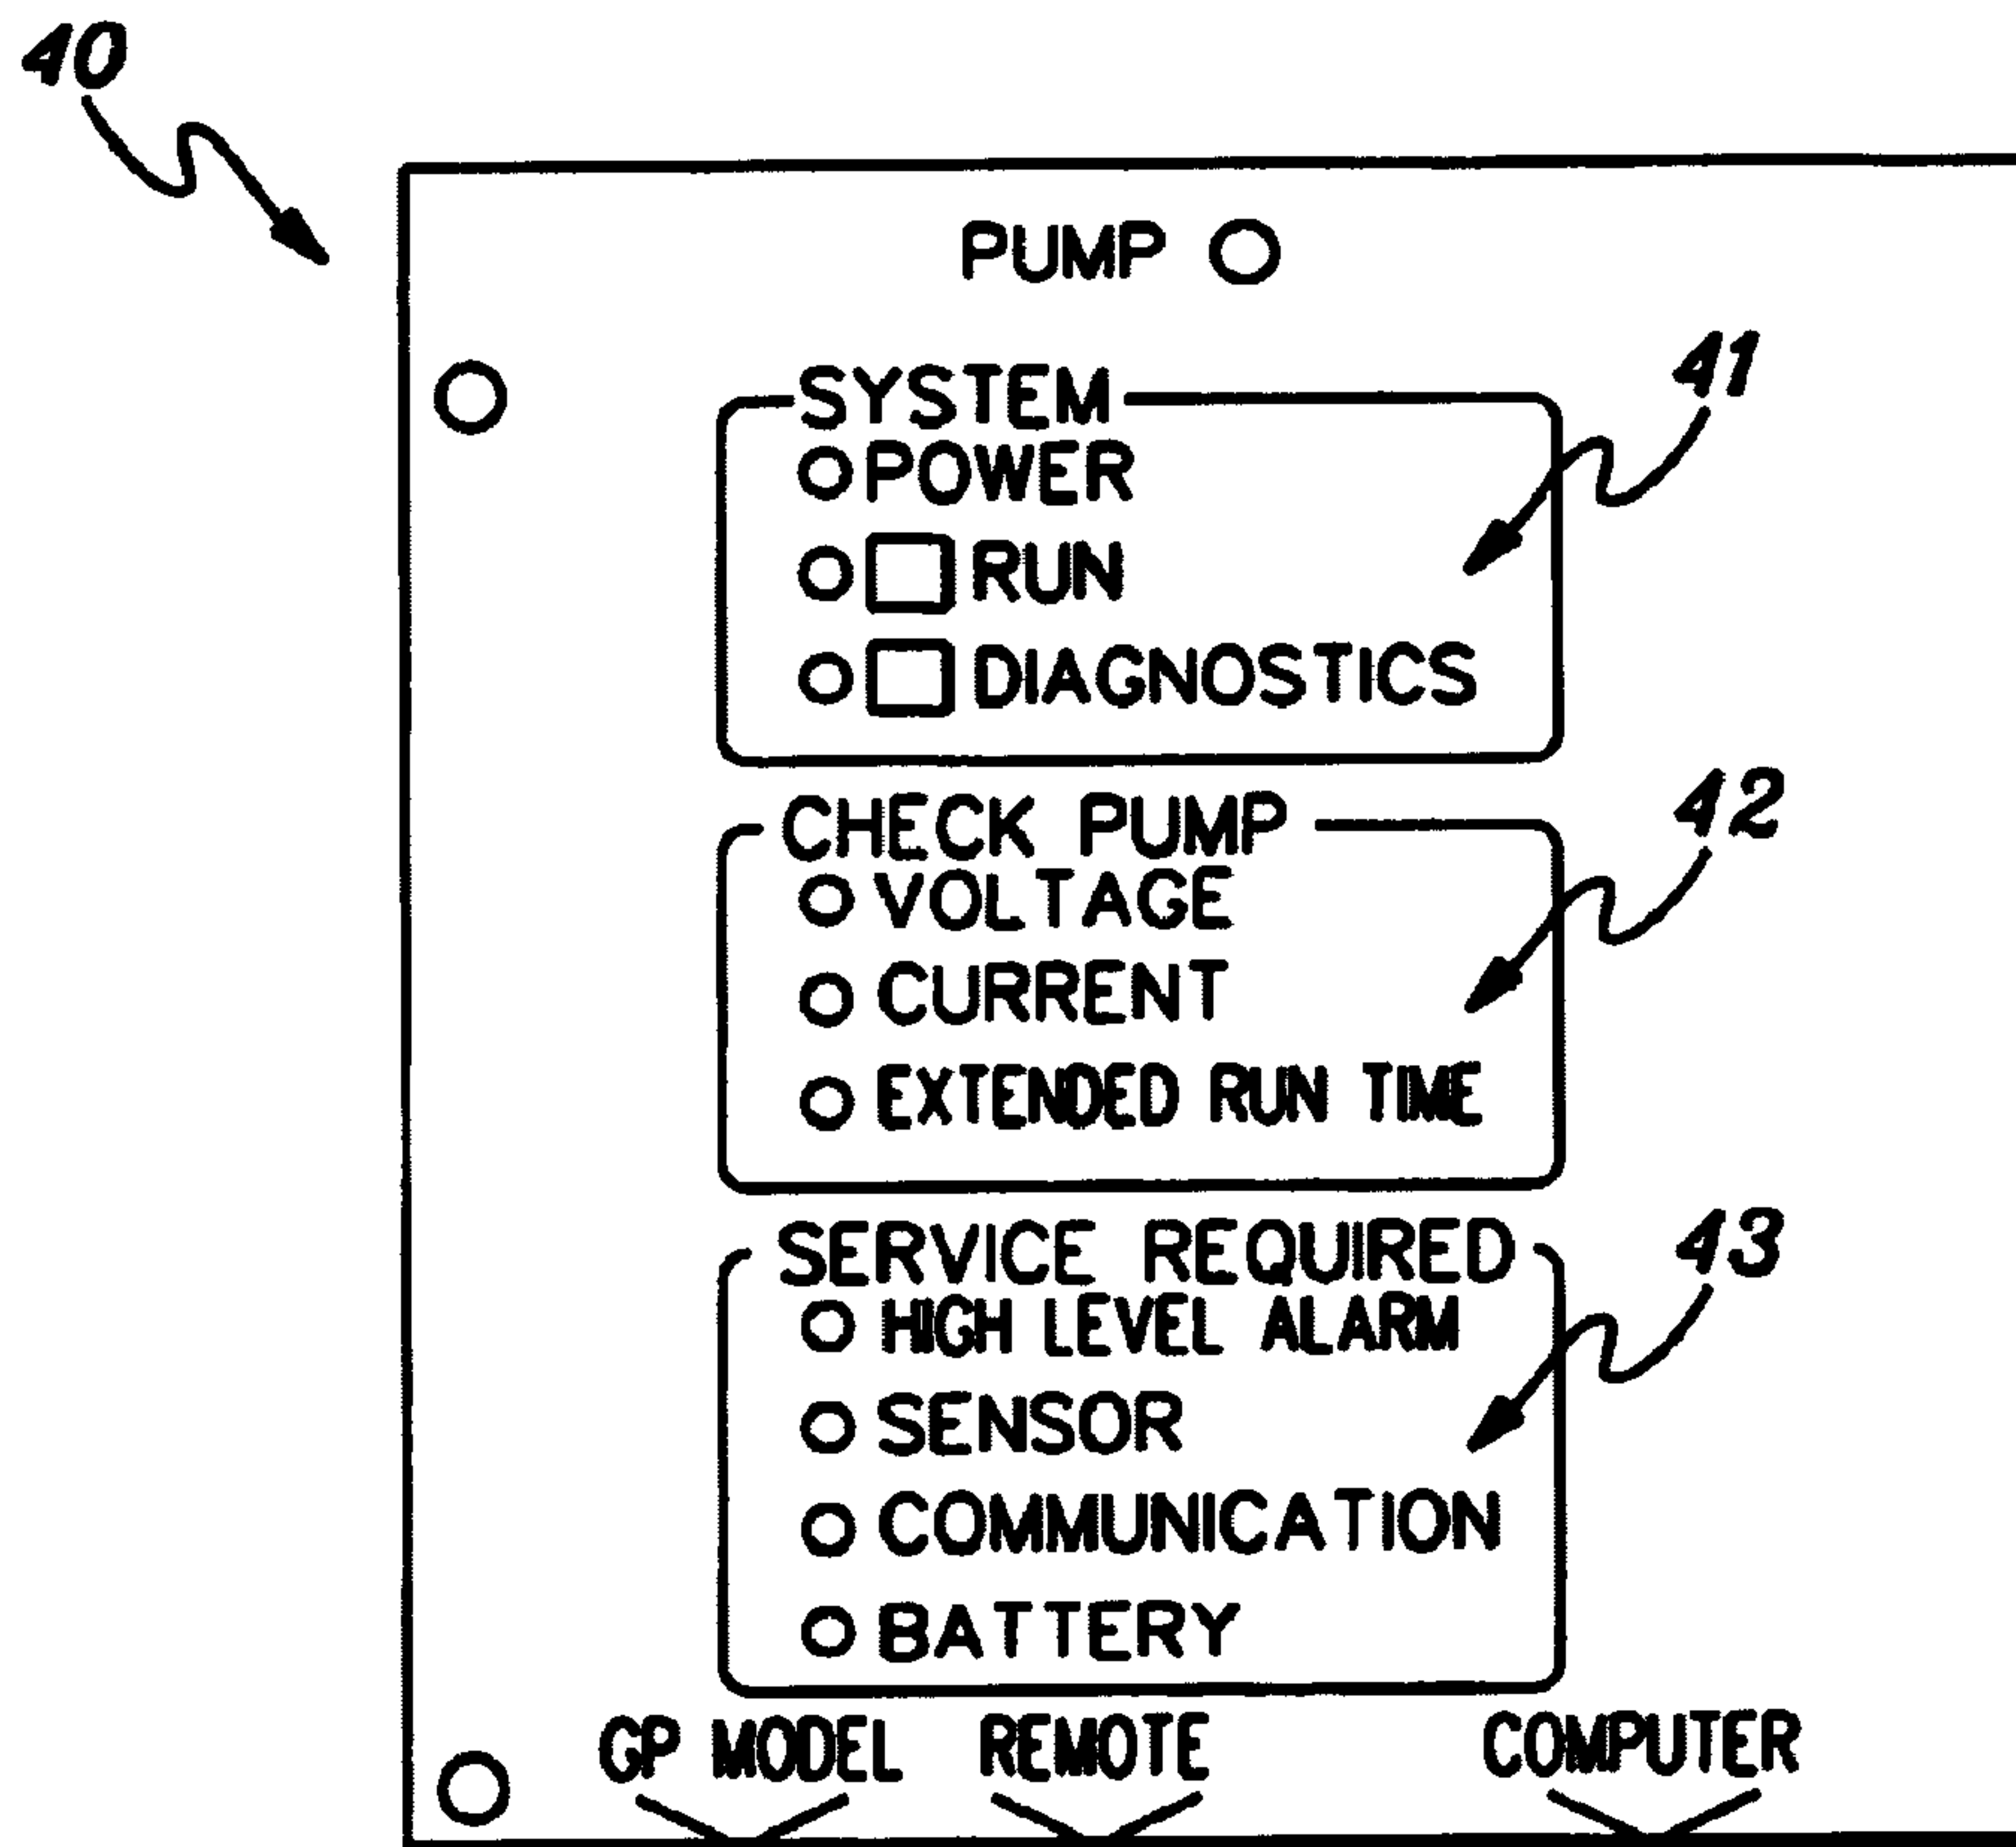 40
PUMP
41
SYSTEM
POWER
RUN
DIAGNOSTICS
42
CHECK PUMP
VOLTAGE
CURRENT
EXTENDED RUN TIME
43
SERVICE REQUIRED
HIGH LEVEL ALARM
SENSOR
COMMUNICATION
BATTERY
GP MODEL REMOTE COMPUTER